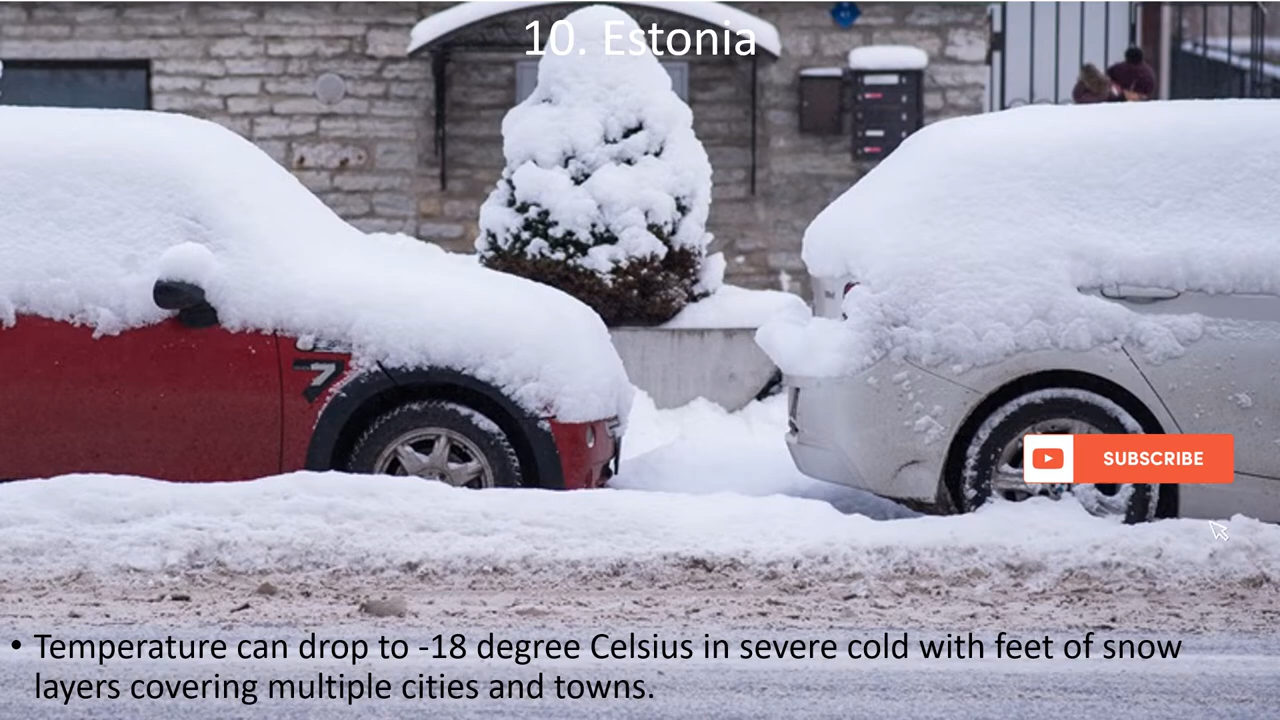 10. Estonia
7
SUBSCRIBE
• Temperature can drop to -18 degree Celsius in severe cold with feet of snow
layers covering multiple cities and towns.